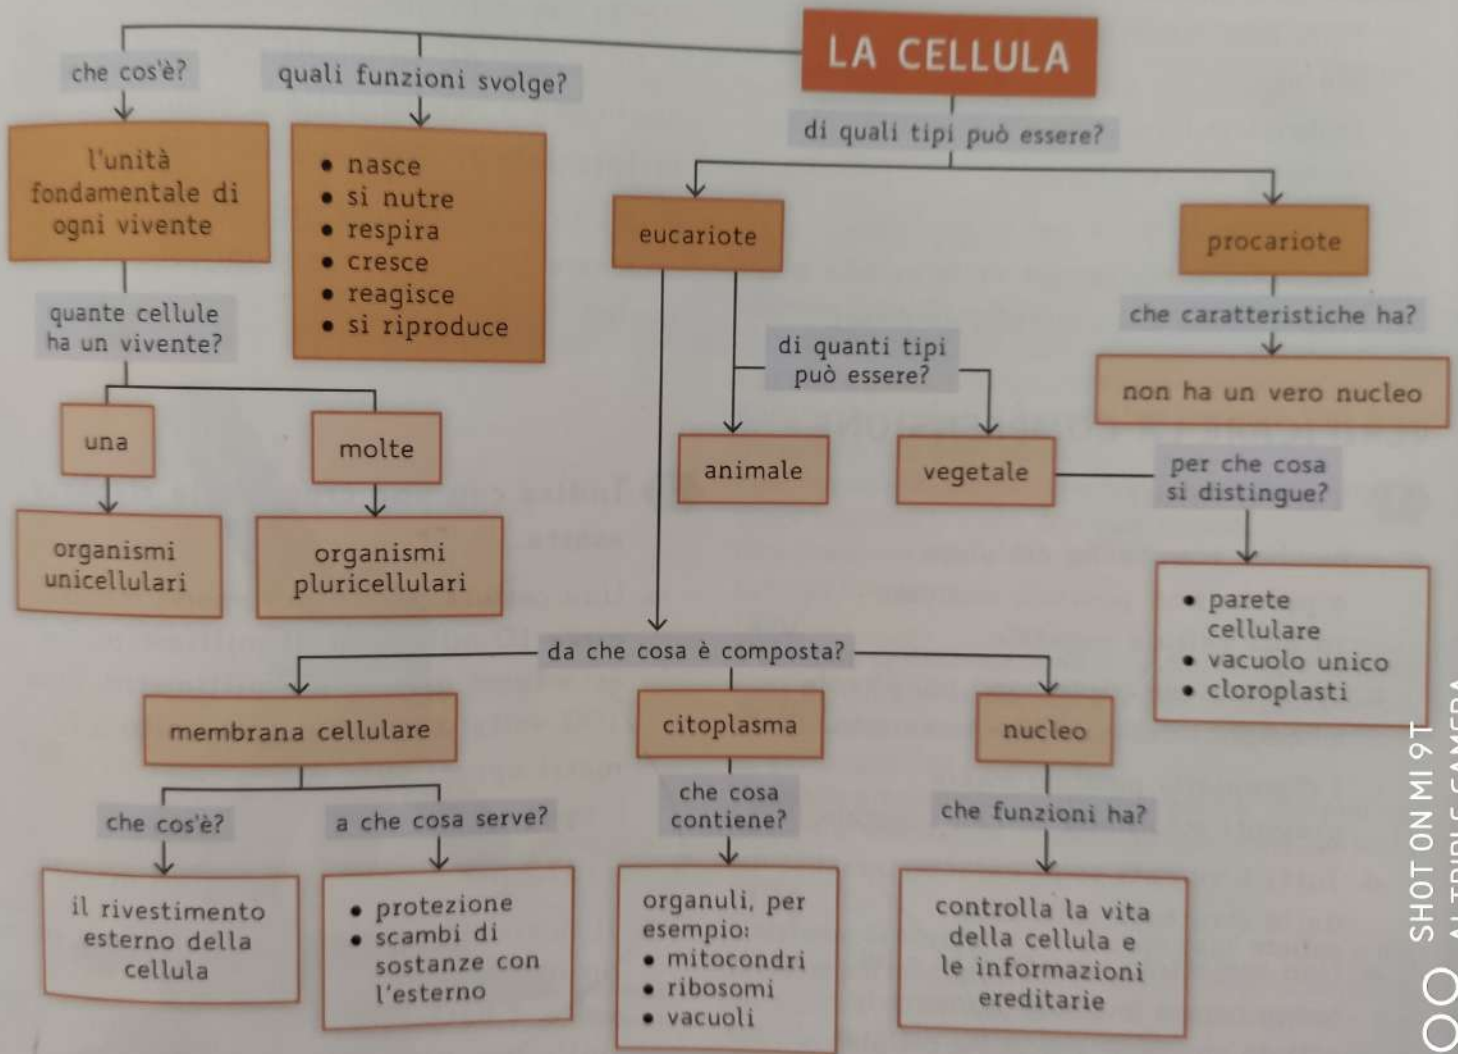 LA CELLULA
che cos'è?
quali funzioni svolge?
di quali tipi può essere?
l'unità
fondamentale di
ogni vivente
• nasce
• si nutre
• respira
• cresce
• reagisce
• si riproduce
eucariote
procariote
quante cellule
ha un vivente?
che caratteristiche ha?
di quanti tipi
può essere?
non ha un vero nucleo
una
molte
animale
vegetale
per che cosa
si distingue?
organismi
unicellulari
organismi
pluricellulari
• parete
cellulare
• vacuolo unico
• cloroplasti
da che cosa è composta?
membrana cellulare
citoplasma
nucleo
che cos'è?
a che cosa serve?
che cosa
contiene?
che funzioni ha?
il rivestimento
esterno della
cellula
• protezione
• scambi di
sostanze con
l'esterno
organuli, per
esempio:
• mitocondri
• ribosomi
• vacuoli
controlla la vita
della cellula e
le informazioni
ereditarie
SHOT ON MI 9T
AI TRIPLE CAMERA